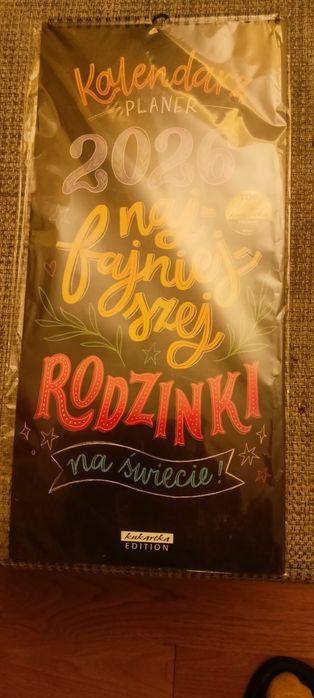 Kalendarz
PLANER
2026
naj-
fajniej-
szej
RODZINKI
na świecie!
kukartka
EDITION